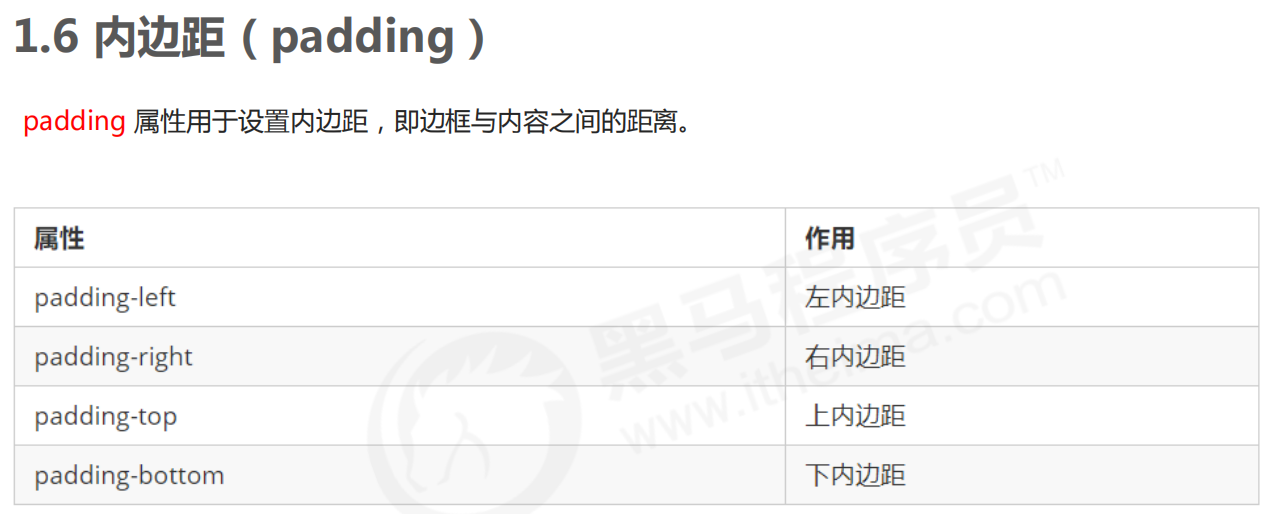 1.6 内边距（padding）
padding 属性用于设置内边距，即边框与内容之间的距离。
属性 作用
padding-left 左内边距
padding-right 右内边距
padding-top 上内边距
padding-bottom 下内边距
黑马程序员™
www.itheima.com